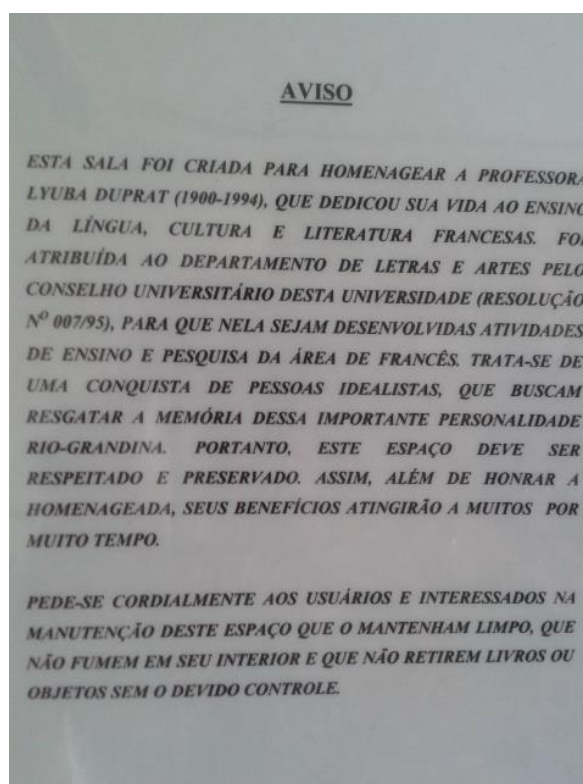 AVISO
ESTA SALA FOI CRIADA PARA HOMENAGEAR A PROFESSORA
LYUBA DUPRAT (1900-1994), QUE DEDICOU SUA VIDA AO ENSINO
DA LÍNGUA, CULTURA E LITERATURA FRANCESAS. FOI
ATRIBUÍDA AO DEPARTAMENTO DE LETRAS E ARTES PELO
CONSELHO UNIVERSITÁRIO DESTA UNIVERSIDADE (RESOLUÇÃO
Nº 007/95), PARA QUE NELA SEJAM DESENVOLVIDAS ATIVIDADES
DE ENSINO E PESQUISA DA ÁREA DE FRANCÊS. TRATA-SE DE
UMA CONQUISTA DE PESSOAS IDEALISTAS, QUE BUSCAM
RESGATAR A MEMÓRIA DESSA IMPORTANTE PERSONALIDADE
RIO-GRANDINA. PORTANTO, ESTE ESPAÇO DEVE SER
RESPEITADO E PRESERVADO. ASSIM, ALÉM DE HONRAR A
HOMENAGEADA, SEUS BENEFÍCIOS ATINGIRÃO A MUITOS POR
MUITO TEMPO.
PEDE-SE CORDIALMENTE AOS USUÁRIOS E INTERESSADOS NA
MANUTENÇÃO DESTE ESPAÇO QUE O MANTENHAM LIMPO, QUE
NÃO FUMEM EM SEU INTERIOR E QUE NÃO RETIREM LIVROS OU
OBJETOS SEM O DEVIDO CONTROLE.